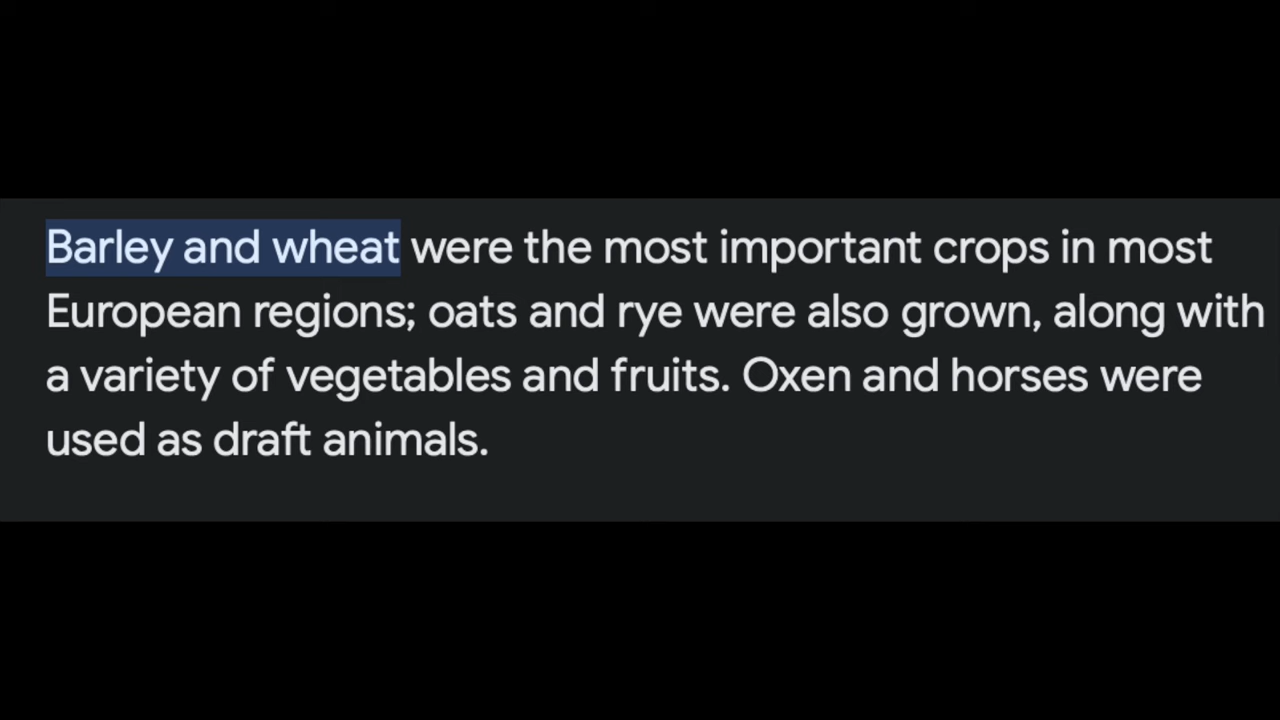 Barley and wheat were the most important crops in most
European regions; oats and rye were also grown, along with
a variety of vegetables and fruits. Oxen and horses were
used as draft animals.